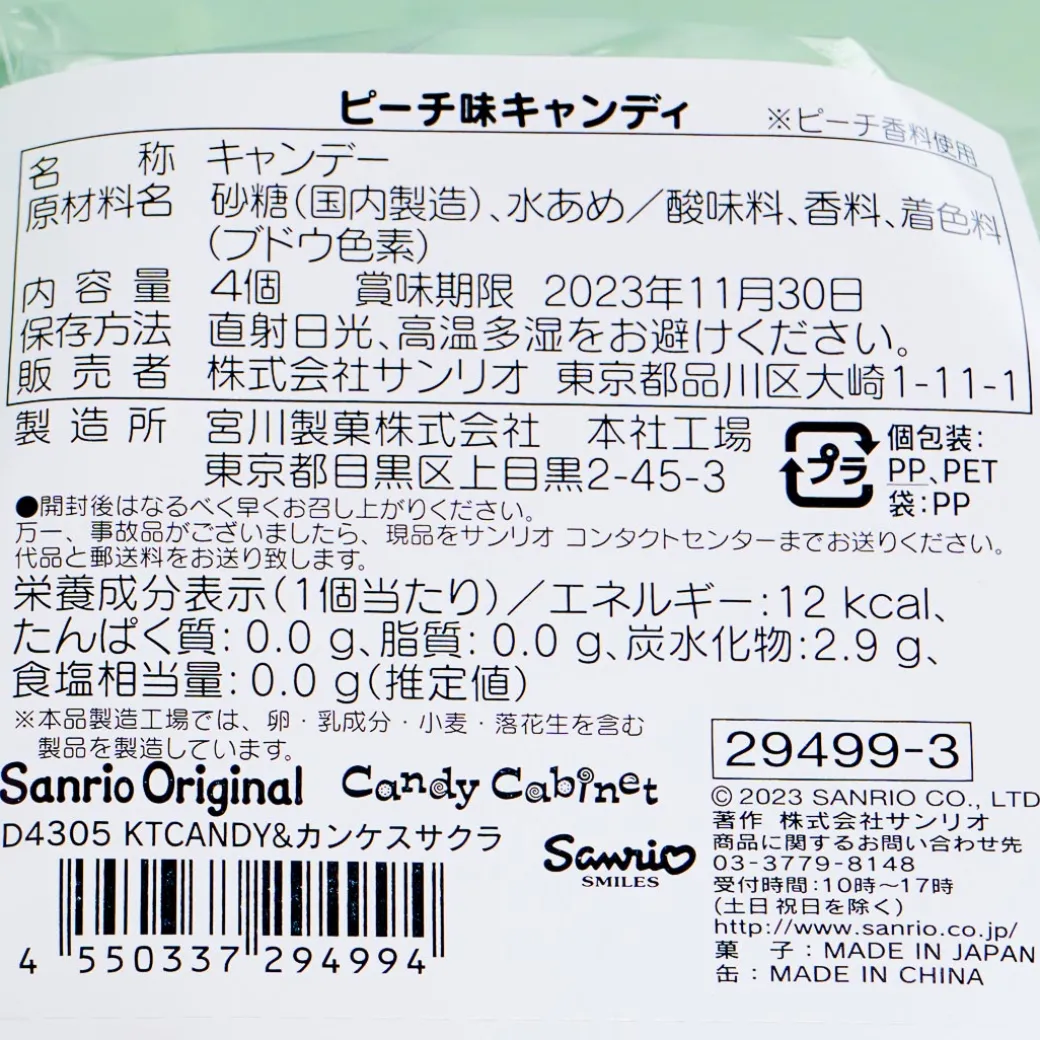 ピーチ味キャンディ ※ピーチ香料使用
名称 キャンデー
原材料名 砂糖(国内製造)、水あめ/酸味料、香料、着色料
(ブドウ色素)
内容量 4個 賞味期限 2023年11月30日
保存方法 直射日光、高温多湿をお避けください。
販売者 株式会社サンリオ 東京都品川区大崎1-11-1
製造所 宮川製菓株式会社 本社工場
東京都目黒区上目黒2-45-3
プラ
個包装:
PP、PET
袋:PP
●開封後はなるべく早くお召し上がりください。
万一、事故品がございましたら、現品をサンリオ コンタクトセンターまでお送りください。
代品と郵送料をお送り致します。
栄養成分表示(1個当たり)/エネルギー:12 kcal、
たんぱく質:0.0 g、脂質:0.0 g、炭水化物:2.9 g、
食塩相当量:0.0 g(推定値)
※本品製造工場では、卵・乳成分・小麦・落花生を含む
製品を製造しています。
Sanrio Original Candy Cabinet
D4305 KTCANDY&カンケスサクラ
4 550337 294994
Sanrio
SMILES
29499-3
© 2023 SANRIO CO., LTD
著作 株式会社サンリオ
商品に関するお問い合わせ先
03-3779-8148
受付時間:10時〜17時
(土日祝日を除く)
http://www.sanrio.co.jp/
菓子:MADE IN JAPAN
缶:MADE IN CHINA